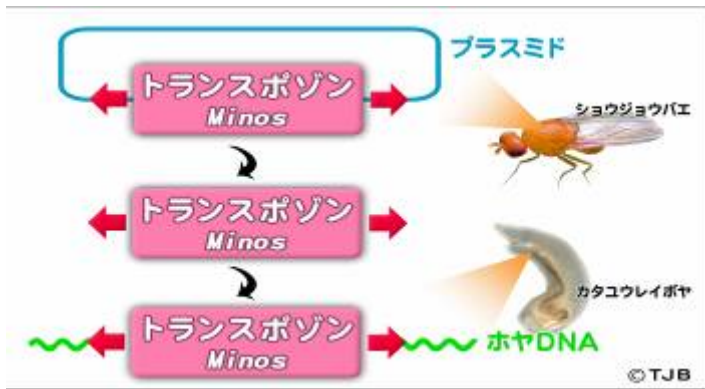 プラスミド
トランスポゾン
Minos
ショウジョウバエ
トランスポゾン
Minos
カタユウレイボヤ
トランスポゾン
Minos
ホヤDNA
©TJB